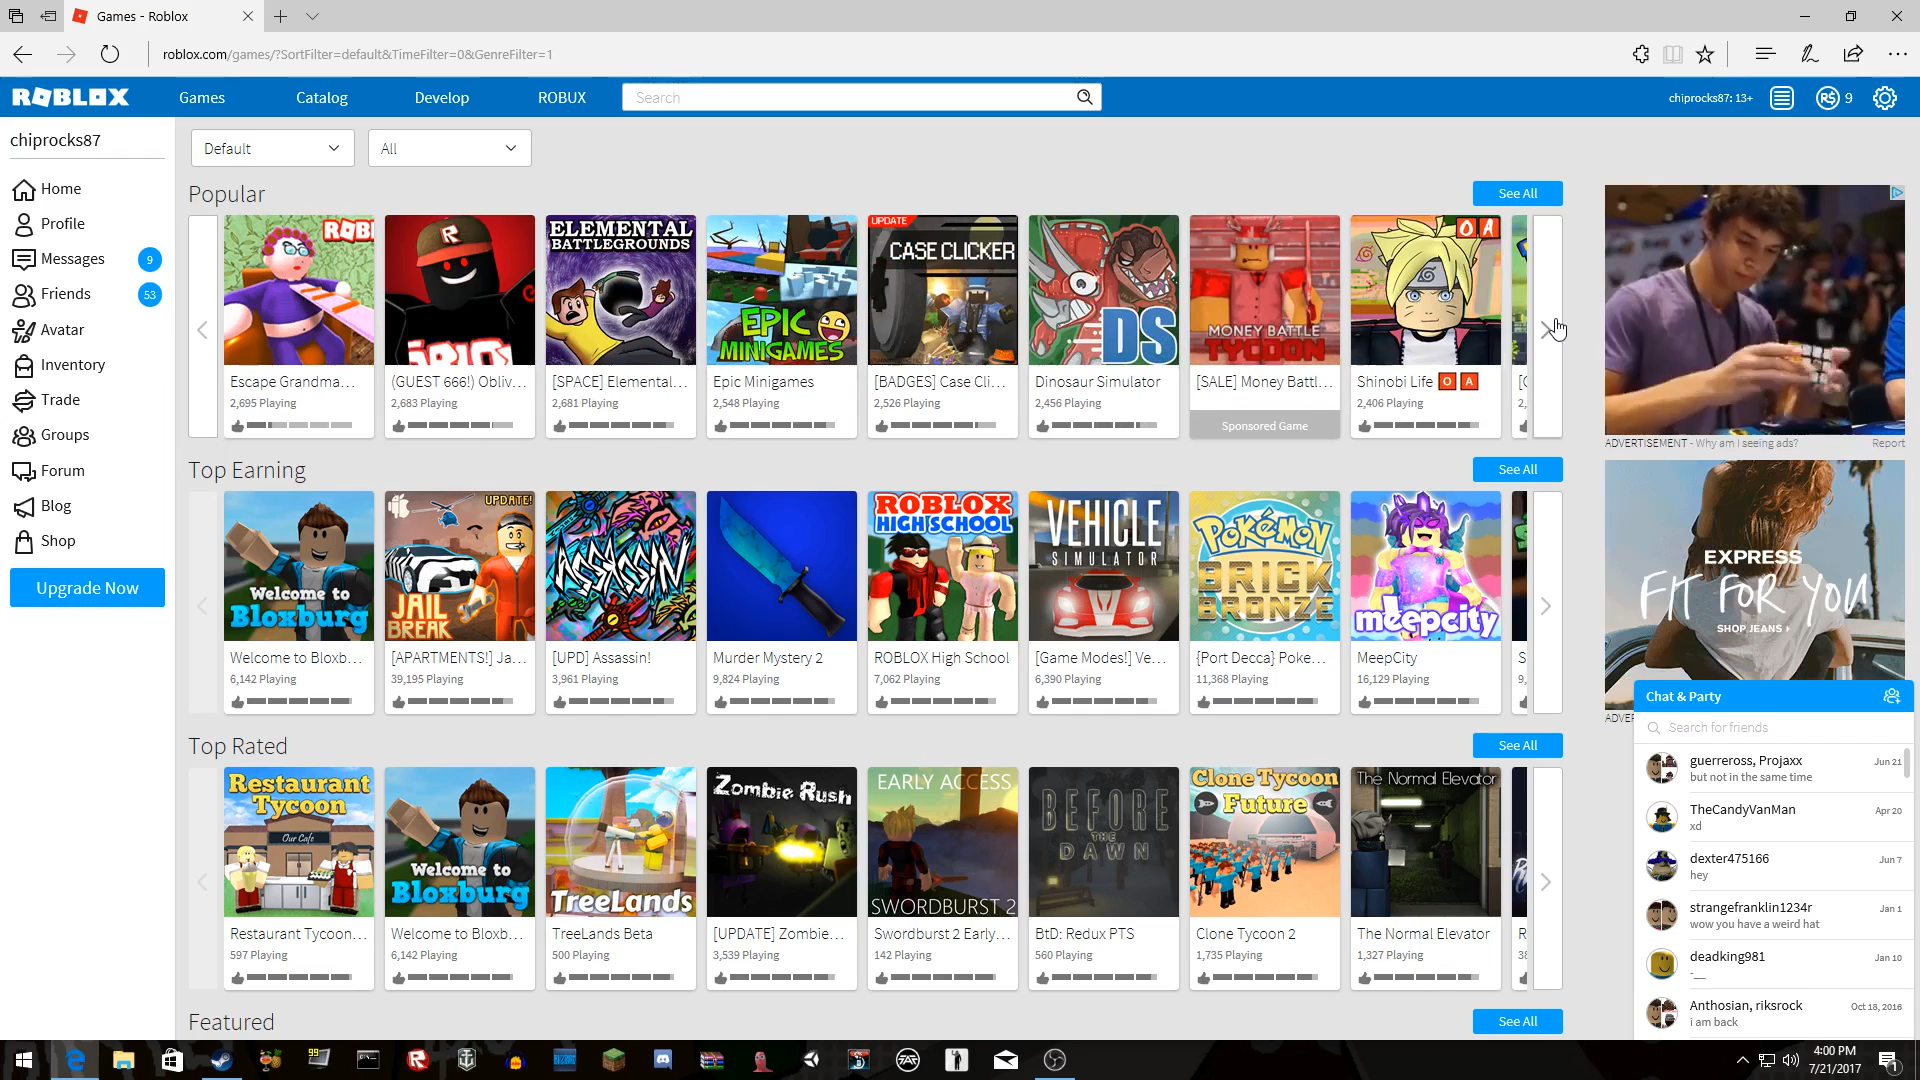 Games - Roblox
roblox.com/games/?SortFilter=default&TimeFilter=0&GenreFilter=1
ROBLOX
Games
Catalog
Develop
ROBUX
Search
chiprocks87: 13+
R$ 9
chiprocks87
Home
Profile
Messages 9
Friends 53
Avatar
Inventory
Trade
Groups
Forum
Blog
Shop
Upgrade Now
Default
All
Popular
See All
ELEMENTAL
BATTLEGROUNDS
EPIC
MINIGAMES
UPDATE
CASE CLICKER
DS
MONEY BATTLE
TYCOON
O A
Escape Grandma...
2,695 Playing
(GUEST 666!) Obliv...
2,683 Playing
[SPACE] Elemental...
2,681 Playing
Epic Minigames
2,548 Playing
[BADGES] Case Cli...
2,526 Playing
Dinosaur Simulator
2,456 Playing
[SALE] Money Battl...
Sponsored Game
Shinobi Life O A
2,406 Playing
Top Earning
See All
Welcome to
Bloxburg
UPDATE!
JAIL
BREAK
ROBLOX
HIGH SCHOOL
VEHICLE
SIMULATOR
POKéMON
BRICK
BRONZE
meepcity
Welcome to Bloxb...
6,142 Playing
[APARTMENTS!] Ja...
39,195 Playing
[UPD] Assassin!
3,961 Playing
Murder Mystery 2
9,824 Playing
ROBLOX High School
7,062 Playing
[Game Modes!] Ve...
6,390 Playing
{Port Decca} Poke...
11,368 Playing
MeepCity
16,129 Playing
Top Rated
See All
Restaurant
Tycoon
Our Cafe
Welcome to
Bloxburg
TreeLands
Zombie Rush
EARLY ACCESS
SWORDBURST 2
BEFORE
THE
DAWN
Clone Tycoon
Future
The Normal Elevator
Restaurant Tycoon...
597 Playing
Welcome to Bloxb...
6,142 Playing
TreeLands Beta
500 Playing
[UPDATE] Zombie...
3,539 Playing
Swordburst 2 Early...
142 Playing
BtD: Redux PTS
560 Playing
Clone Tycoon 2
1,735 Playing
The Normal Elevator
1,327 Playing
Featured
See All
ADVERTISEMENT - Why am I seeing ads?
Report
EXPRESS
FIT FOR YOU
SHOP JEANS
Chat & Party
Search for friends
guerreross, Projaxx Jun 21
but not in the same time
TheCandyVanMan Apr 20
xd
dexter475166 Jun 7
hey
strangefranklin1234r Jan 1
wow you have a weird hat
deadking981 Jan 10
-__
Anthosian, riksrock Oct 18, 2016
i am back
4:00 PM
7/21/2017